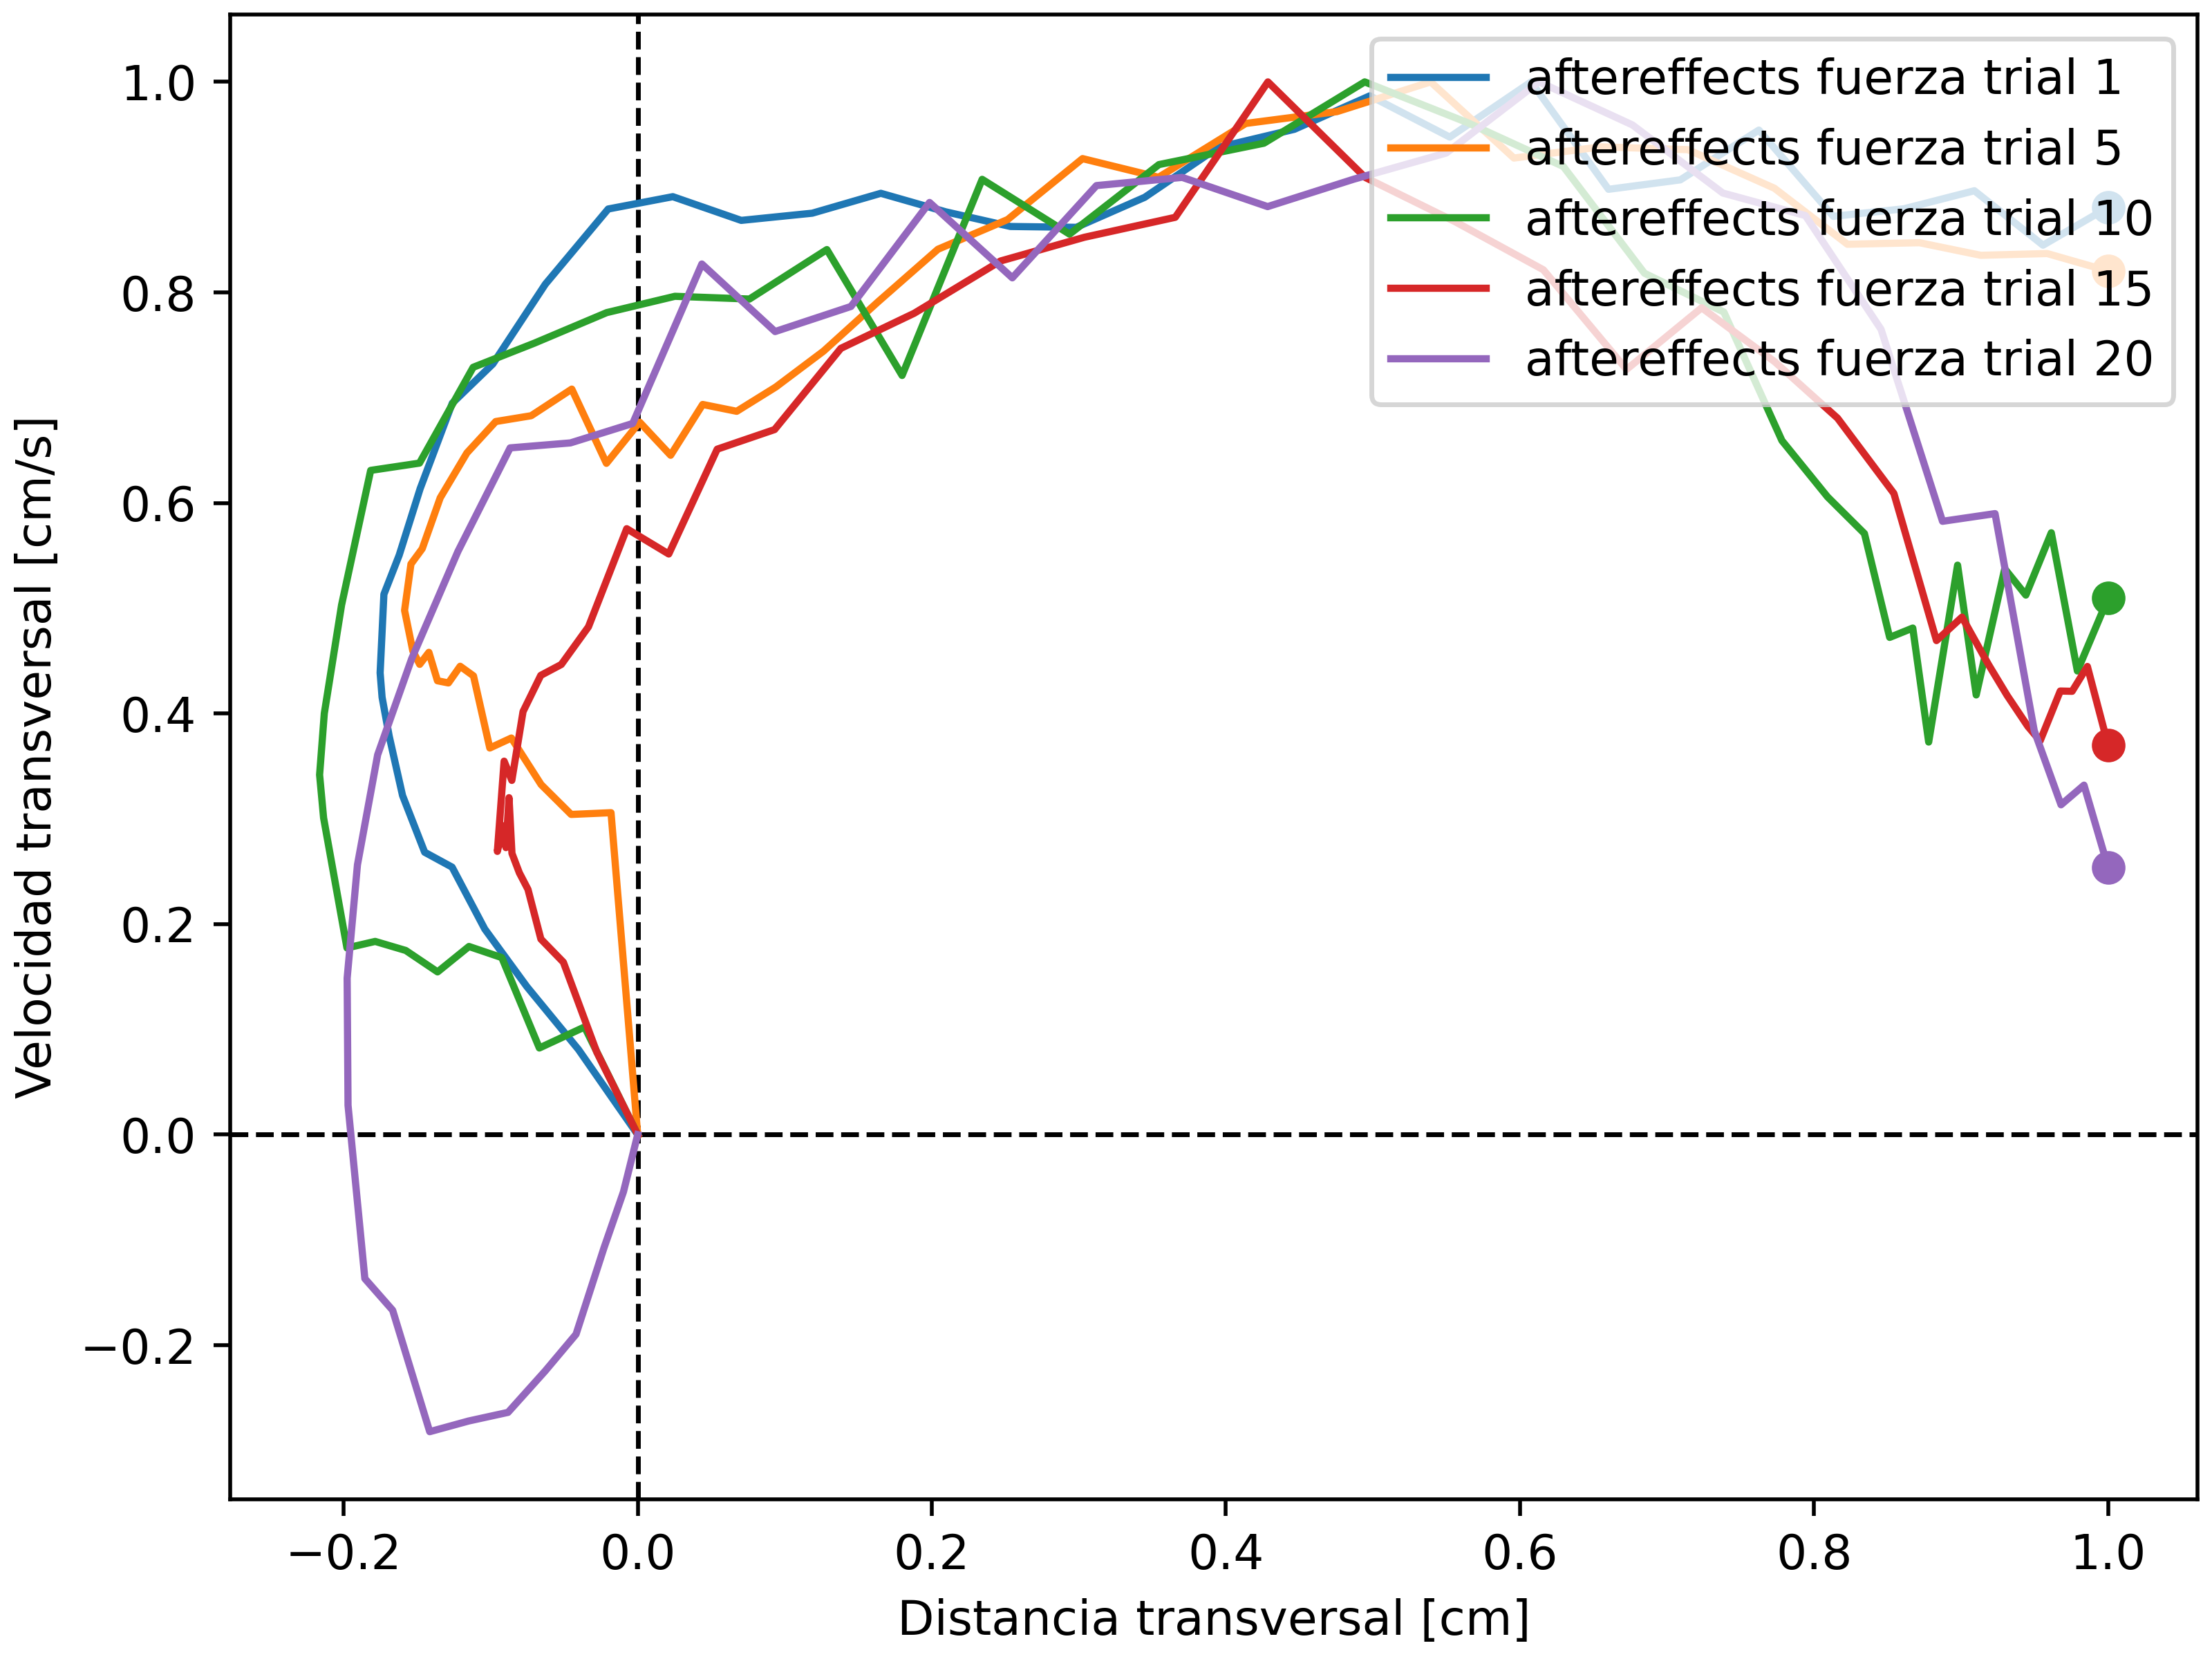 aftereffects fuerza trial 1
aftereffects fuerza trial 5
aftereffects fuerza trial 10
aftereffects fuerza trial 15
aftereffects fuerza trial 20
Velocidad transversal [cm/s]
1.0
0.8
0.6
0.4
0.2
0.0
−0.2
−0.2 0.0 0.2 0.4 0.6 0.8 1.0
Distancia transversal [cm]